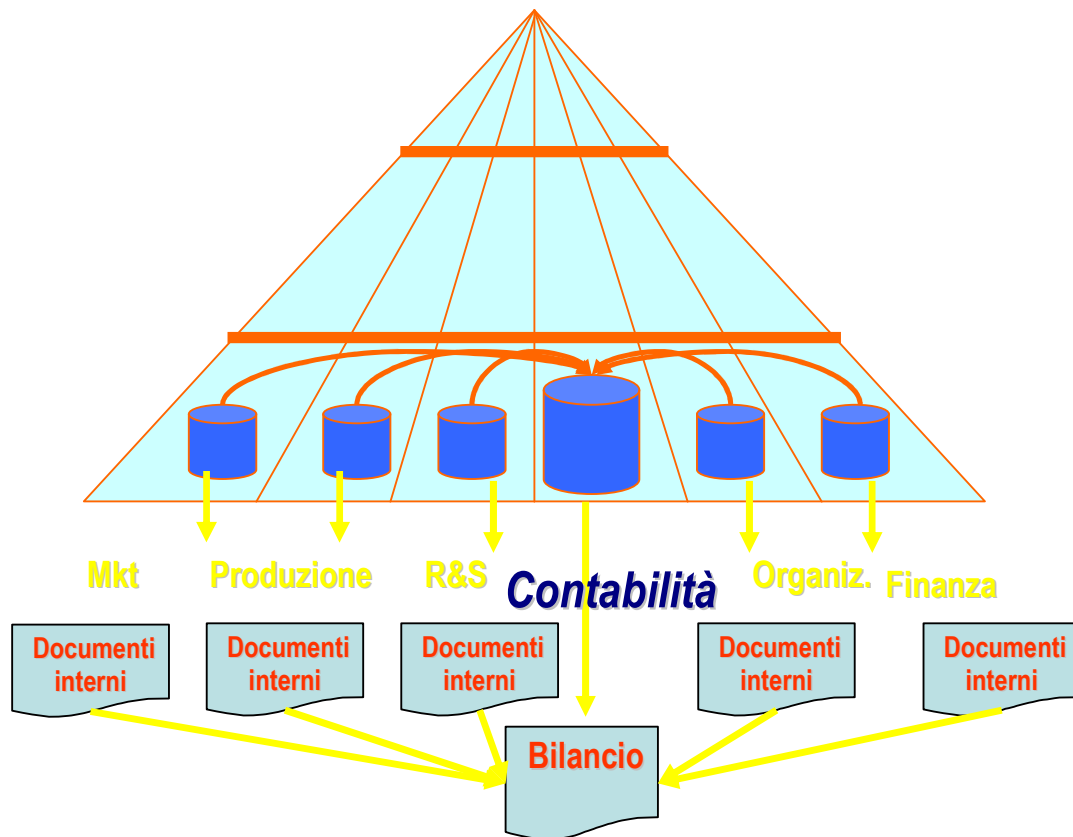 Mkt
Produzione
R&S
Contabilità
Organiz.
Finanza
Documenti
interni
Documenti
interni
Documenti
interni
Documenti
interni
Documenti
interni
Bilancio